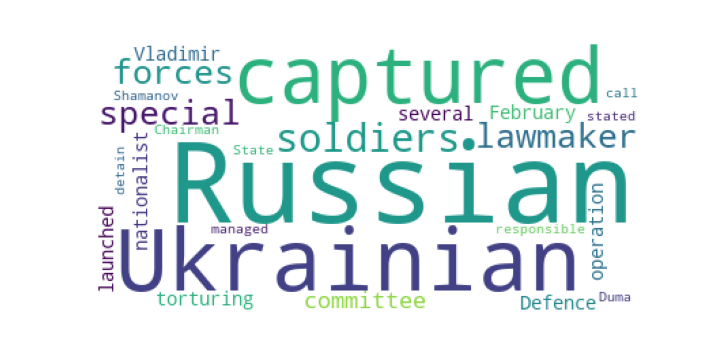 Vladimir
captured
forces
call
Shamanov
special
several
February
stated
Chairman
soldiers
lawmaker
State
Russian
detain
nationalist
launched
managed
responsible
operation
Ukrainian
torturing
committee
Defence
Duma